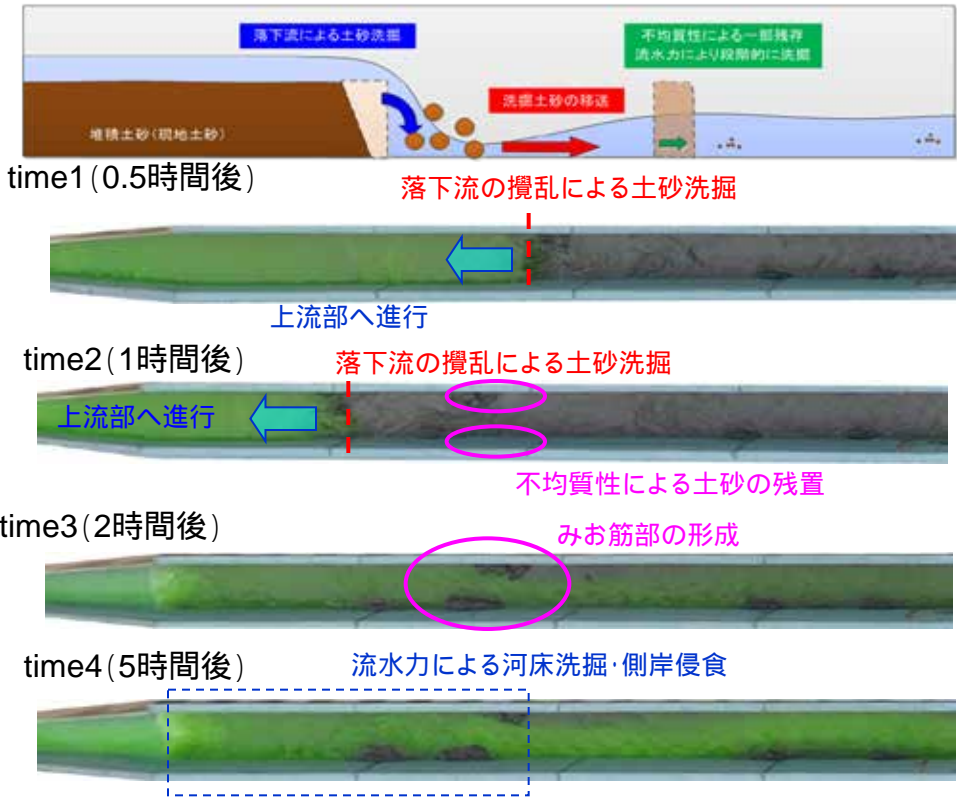 落下流による土砂洗掘
不均質性による一部残存
流水力により段階的に洗掘
洗掘土砂の移送
堆積土砂(現地土砂)
time1(0.5時間後)
落下流の攪乱による土砂洗掘
上流部へ進行
time2(1時間後)
落下流の攪乱による土砂洗掘
上流部へ進行
不均質性による土砂の残置
time3(2時間後)
みお筋部の形成
time4(5時間後)
流水力による河床洗掘・側岸侵食